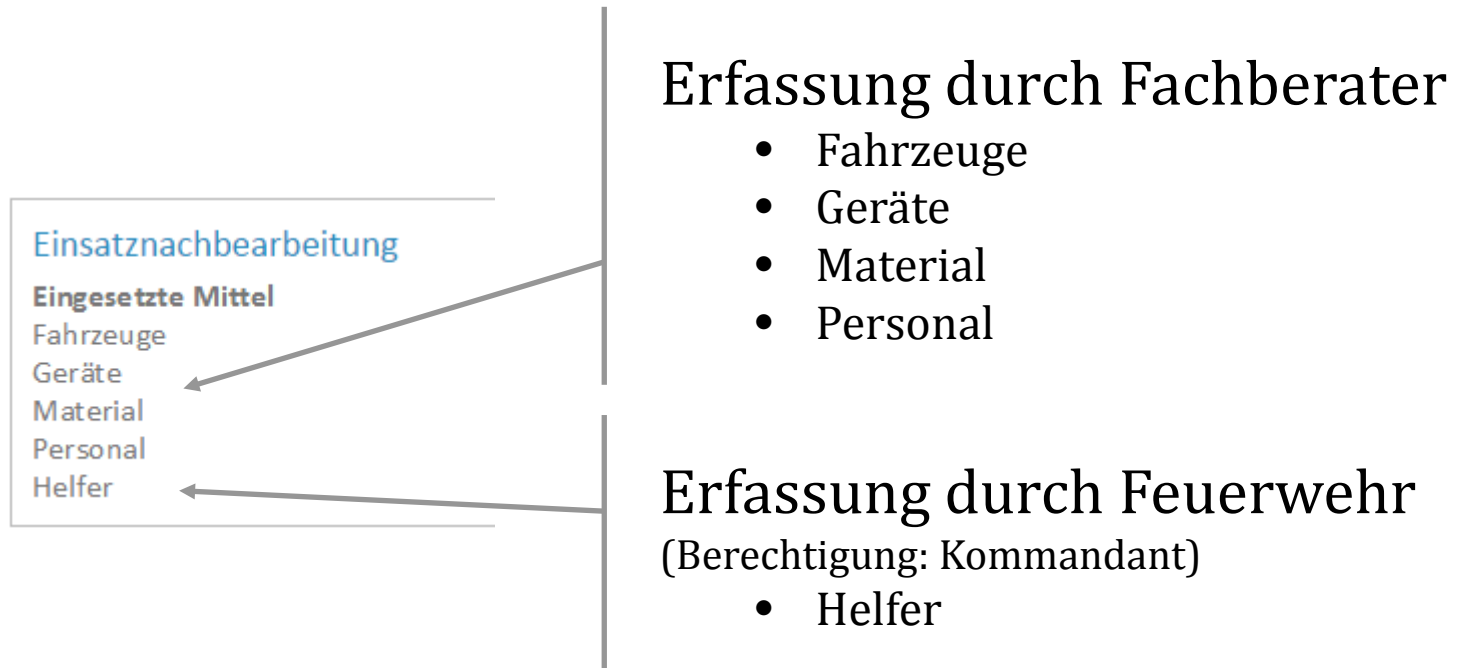 Einsatznachbearbeitung
Eingesetzte Mittel
Fahrzeuge
Geräte
Material
Personal
Helfer
Erfassung durch Fachberater
• Fahrzeuge
• Geräte
• Material
• Personal
Erfassung durch Feuerwehr
(Berechtigung: Kommandant)
• Helfer